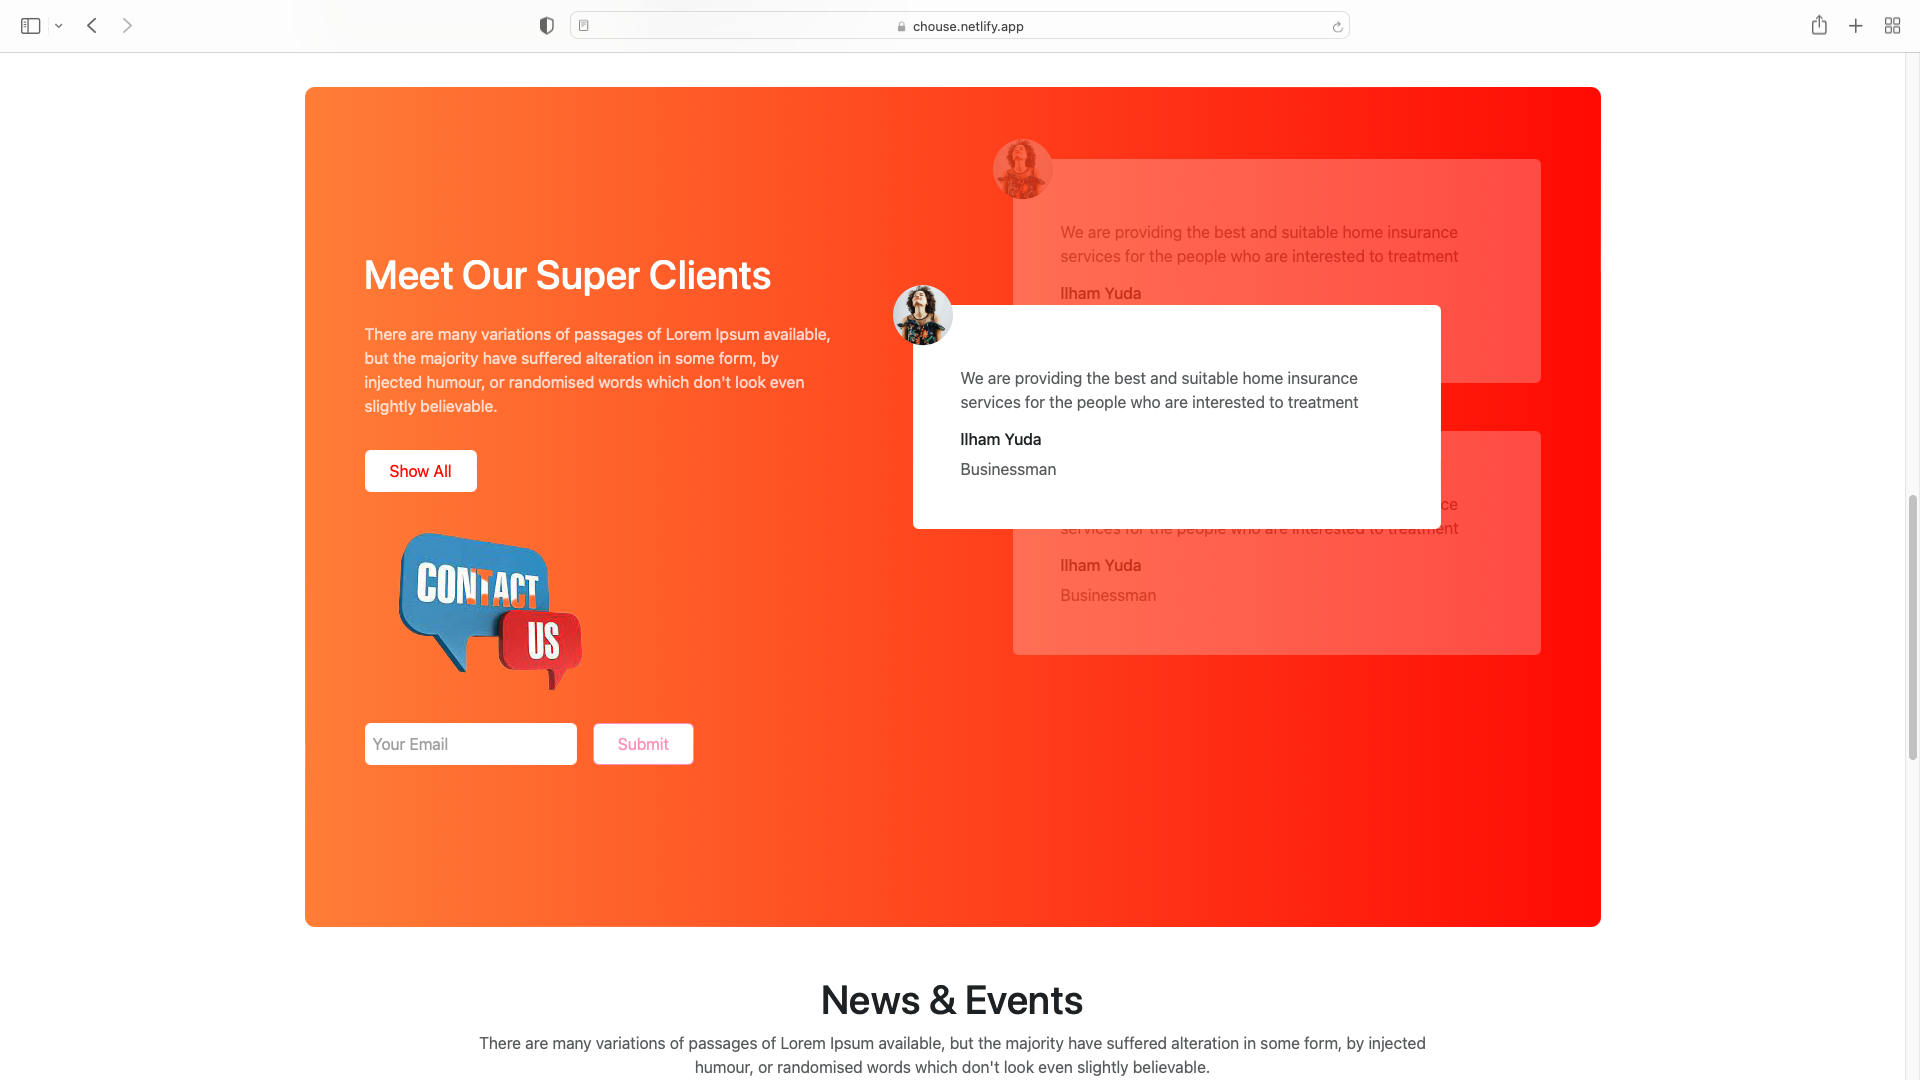 chouse.netlify.app
Meet Our Super Clients
There are many variations of passages of Lorem Ipsum available,
but the majority have suffered alteration in some form, by
injected humour, or randomised words which don't look even
slightly believable.
Show All
CONTACT
US
Your Email
Submit
We are providing the best and suitable home insurance
services for the people who are interested to treatment
Ilham Yuda
We are providing the best and suitable home insurance
services for the people who are interested to treatment
Ilham Yuda
Businessman
services for the people who are interested to treatment
Ilham Yuda
Businessman
News & Events
There are many variations of passages of Lorem Ipsum available, but the majority have suffered alteration in some form, by injected
humour, or randomised words which don't look even slightly believable.